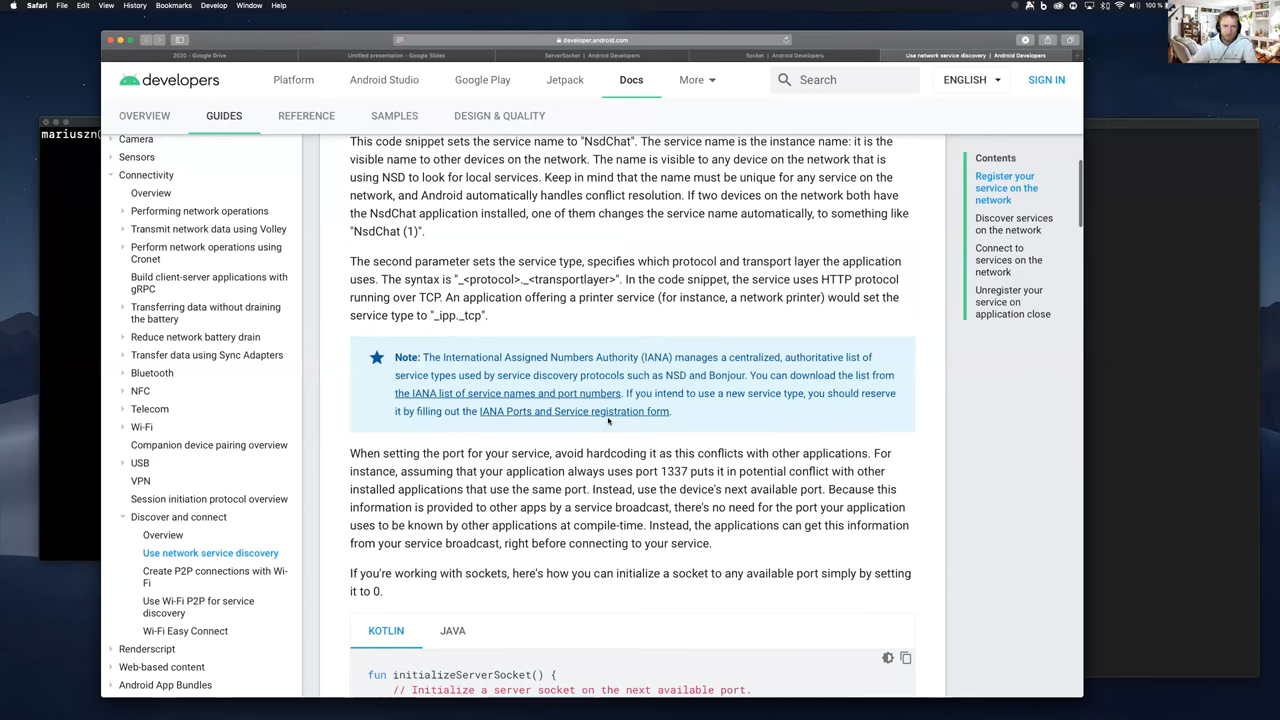 Safari File Edit View History Bookmarks Develop Window Help
100 %
developer.android.com
2020 - Google Drive
Untitled presentation - Google Slides
ServerSocket | Android Developers
Socket | Android Developers
Use network service discovery | Android Developers
developers
Platform
Android Studio
Google Play
Jetpack
Docs
More
Search
ENGLISH
SIGN IN
OVERVIEW
GUIDES
REFERENCE
SAMPLES
DESIGN & QUALITY
mariuszn
Camera
Sensors
Connectivity
Overview
Performing network operations
Transmit network data using Volley
Perform network operations using
Cronet
Build client-server applications with
gRPC
Transferring data without draining
the battery
Reduce network battery drain
Transfer data using Sync Adapters
Bluetooth
NFC
Telecom
Wi-Fi
Companion device pairing overview
USB
VPN
Session initiation protocol overview
Discover and connect
Overview
Use network service discovery
Create P2P connections with Wi-
Fi
Use Wi-Fi P2P for service
discovery
Wi-Fi Easy Connect
Renderscript
Web-based content
Android App Bundles
This code snippet sets the service name to "NsdChat". The service name is the instance name: it is the
visible name to other devices on the network. The name is visible to any device on the network that is
using NSD to look for local services. Keep in mind that the name must be unique for any service on the
network, and Android automatically handles conflict resolution. If two devices on the network both have
the NsdChat application installed, one of them changes the service name automatically, to something like
"NsdChat (1)".
The second parameter sets the service type, specifies which protocol and transport layer the application
uses. The syntax is "_<protocol>._<transportlayer>". In the code snippet, the service uses HTTP protocol
running over TCP. An application offering a printer service (for instance, a network printer) would set the
service type to "_ipp._tcp".
Note: The International Assigned Numbers Authority (IANA) manages a centralized, authoritative list of
service types used by service discovery protocols such as NSD and Bonjour. You can download the list from
the IANA list of service names and port numbers. If you intend to use a new service type, you should reserve
it by filling out the IANA Ports and Service registration form.
When setting the port for your service, avoid hardcoding it as this conflicts with other applications. For
instance, assuming that your application always uses port 1337 puts it in potential conflict with other
installed applications that use the same port. Instead, use the device's next available port. Because this
information is provided to other apps by a service broadcast, there's no need for the port your application
uses to be known by other applications at compile-time. Instead, the applications can get this information
from your service broadcast, right before connecting to your service.
If you're working with sockets, here's how you can initialize a socket to any available port simply by setting
it to 0.
KOTLIN
JAVA
fun initializeServerSocket() {
// Initialize a server socket on the next available port.
Contents
Register your
service on the
network
Discover services
on the network
Connect to
services on the
network
Unregister your
service on
application close